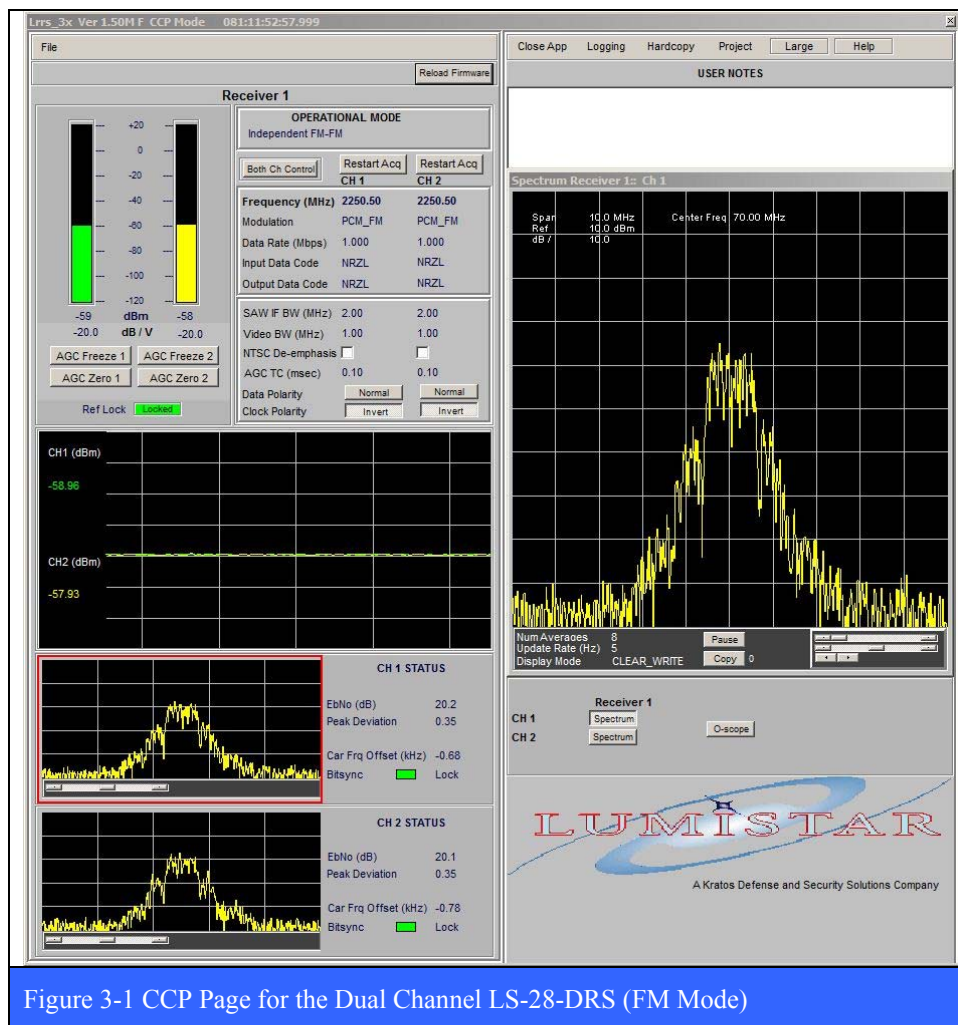 Lrrs_3x Ver 1.50M F CCP Mode 081:11:52:57.999
File
Reload Firmware
Receiver 1
+20
0
-20
-40
-60
-80
-100
-120
-59 dBm -58
-20.0 dB / V -20.0
AGC Freeze 1 AGC Freeze 2
AGC Zero 1 AGC Zero 2
Ref Lock Locked
OPERATIONAL MODE
Independent FM-FM
Both Ch Control Restart Acq Restart Acq
CH 1 CH 2
Frequency (MHz) 2250.50 2250.50
Modulation PCM_FM PCM_FM
Data Rate (Mbps) 1.000 1.000
Input Data Code NRZL NRZL
Output Data Code NRZL NRZL
SAW IF BW (MHz) 2.00 2.00
Video BW (MHz) 1.00 1.00
NTSC De-emphasis
AGC TC (msec) 0.10 0.10
Data Polarity Normal Normal
Clock Polarity Invert Invert
CH1 (dBm)
-58.96
CH2 (dBm)
-57.93
CH 1 STATUS
EbNo (dB) 20.2
Peak Deviation 0.35
Car Frq Offset (kHz) -0.68
Bitsync Lock
CH 2 STATUS
EbNo (dB) 20.1
Peak Deviation 0.35
Car Frq Offset (kHz) -0.78
Bitsync Lock
Close App Logging Hardcopy Project Large Help
USER NOTES
Spectrum Receiver 1:: Ch 1
Span 10.0 MHz Center Freq 70.00 MHz
Ref 10.0 dBm
dB / 10.0
Num Averages 8 Pause
Update Rate (Hz) 5
Display Mode CLEAR_WRITE Copy 0
Receiver 1
CH 1 Spectrum
O-scope
CH 2 Spectrum
LUMISTAR
A Kratos Defense and Security Solutions Company
Figure 3-1 CCP Page for the Dual Channel LS-28-DRS (FM Mode)